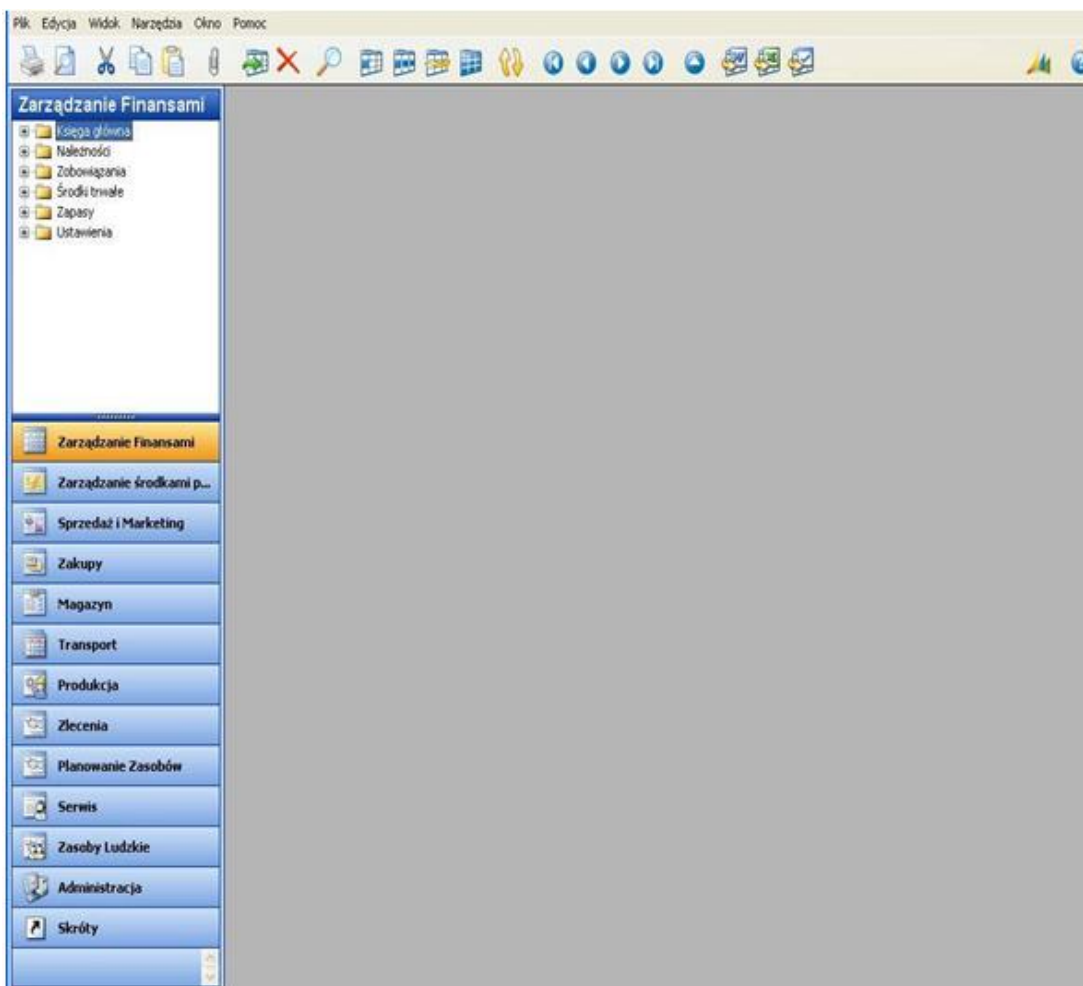 Plik Edycja Widok Narzędzia Okno Pomoc
Zarządzanie Finansami
Księga główna
Należności
Zobowiązania
Środki trwałe
Zapasy
Ustawienia
Zarządzanie Finansami
Zarządzanie środkami p...
Sprzedaż i Marketing
Zakupy
Magazyn
Transport
Produkcja
Zlecenia
Planowanie Zasobów
Serwis
Zasoby Ludzkie
Administracja
Skróty